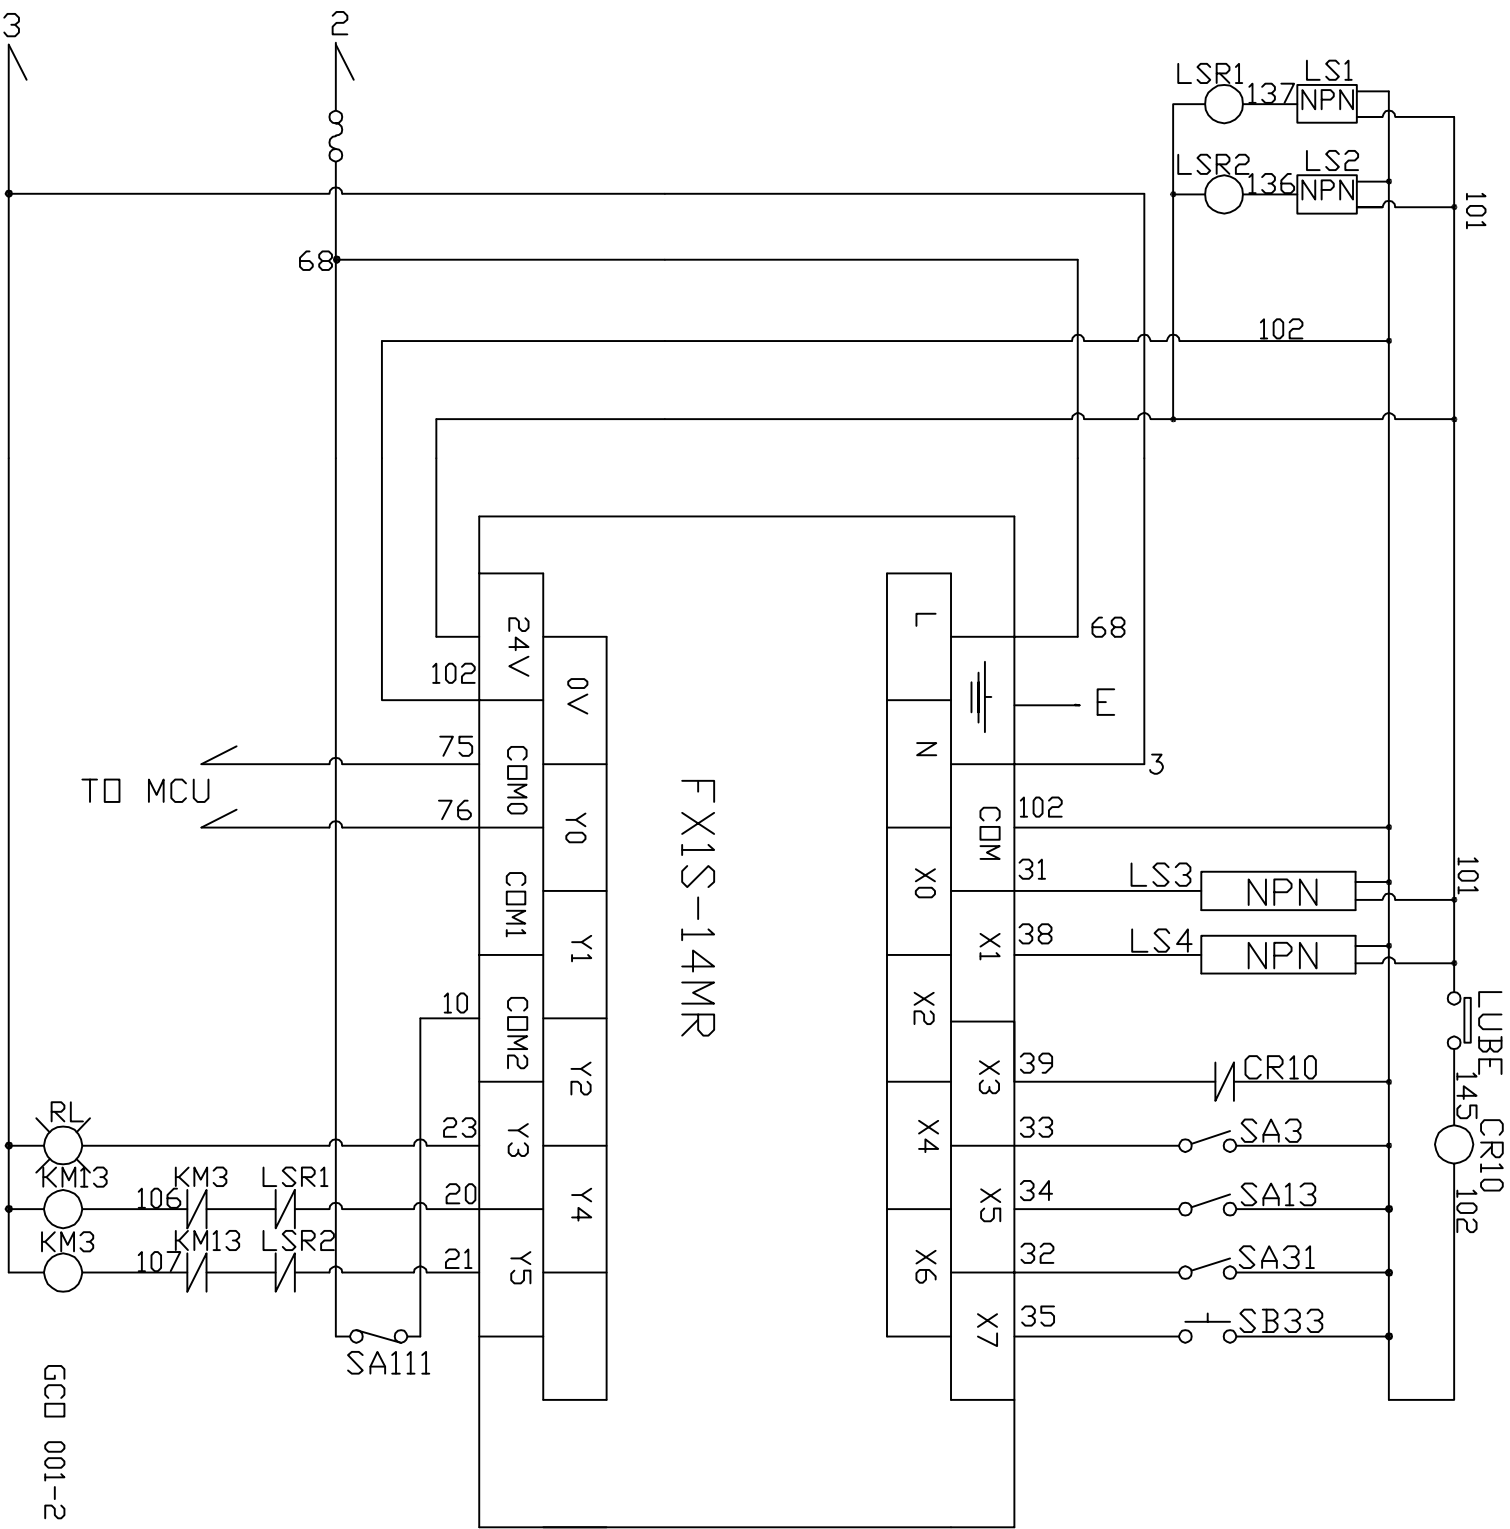 3
2
LSR1
137
LS1
NPN
LSR2
136
LS2
NPN
101
68
102
24V
102
0V
L
68
E
N
3
75
COM0
TO MCU
76
Y0
COM
102
FX1S-14MR
X0
31
LS3
NPN
101
COM1
Y1
X1
38
LS4
NPN
10
COM2
X2
LUBE
Y2
X3
39
CR10
145
RL
23
Y3
X4
33
SA3
CR10
KM13
106
KM3
LSR1
20
Y4
X5
34
SA13
102
KM3
107
KM13
LSR2
21
Y5
X6
32
SA31
X7
35
SB33
SA111
GCO 001-2